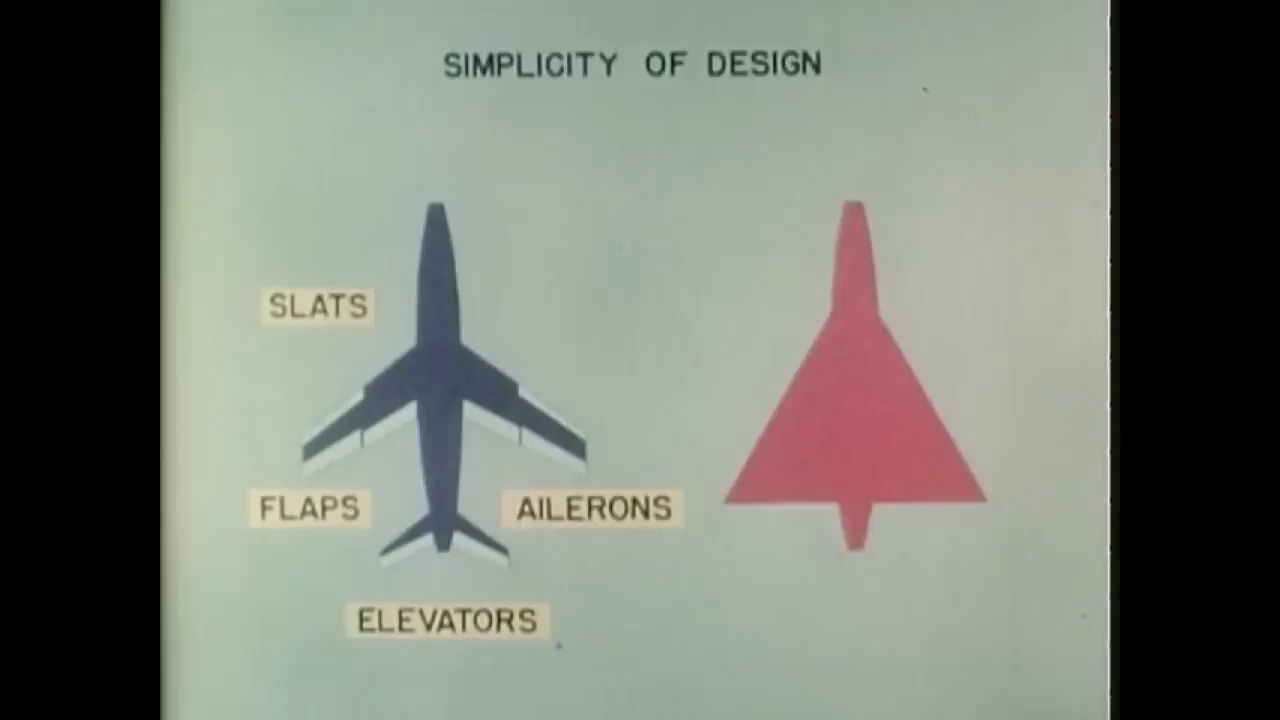 SIMPLICITY OF DESIGN
SLATS
FLAPS
AILERONS
ELEVATORS